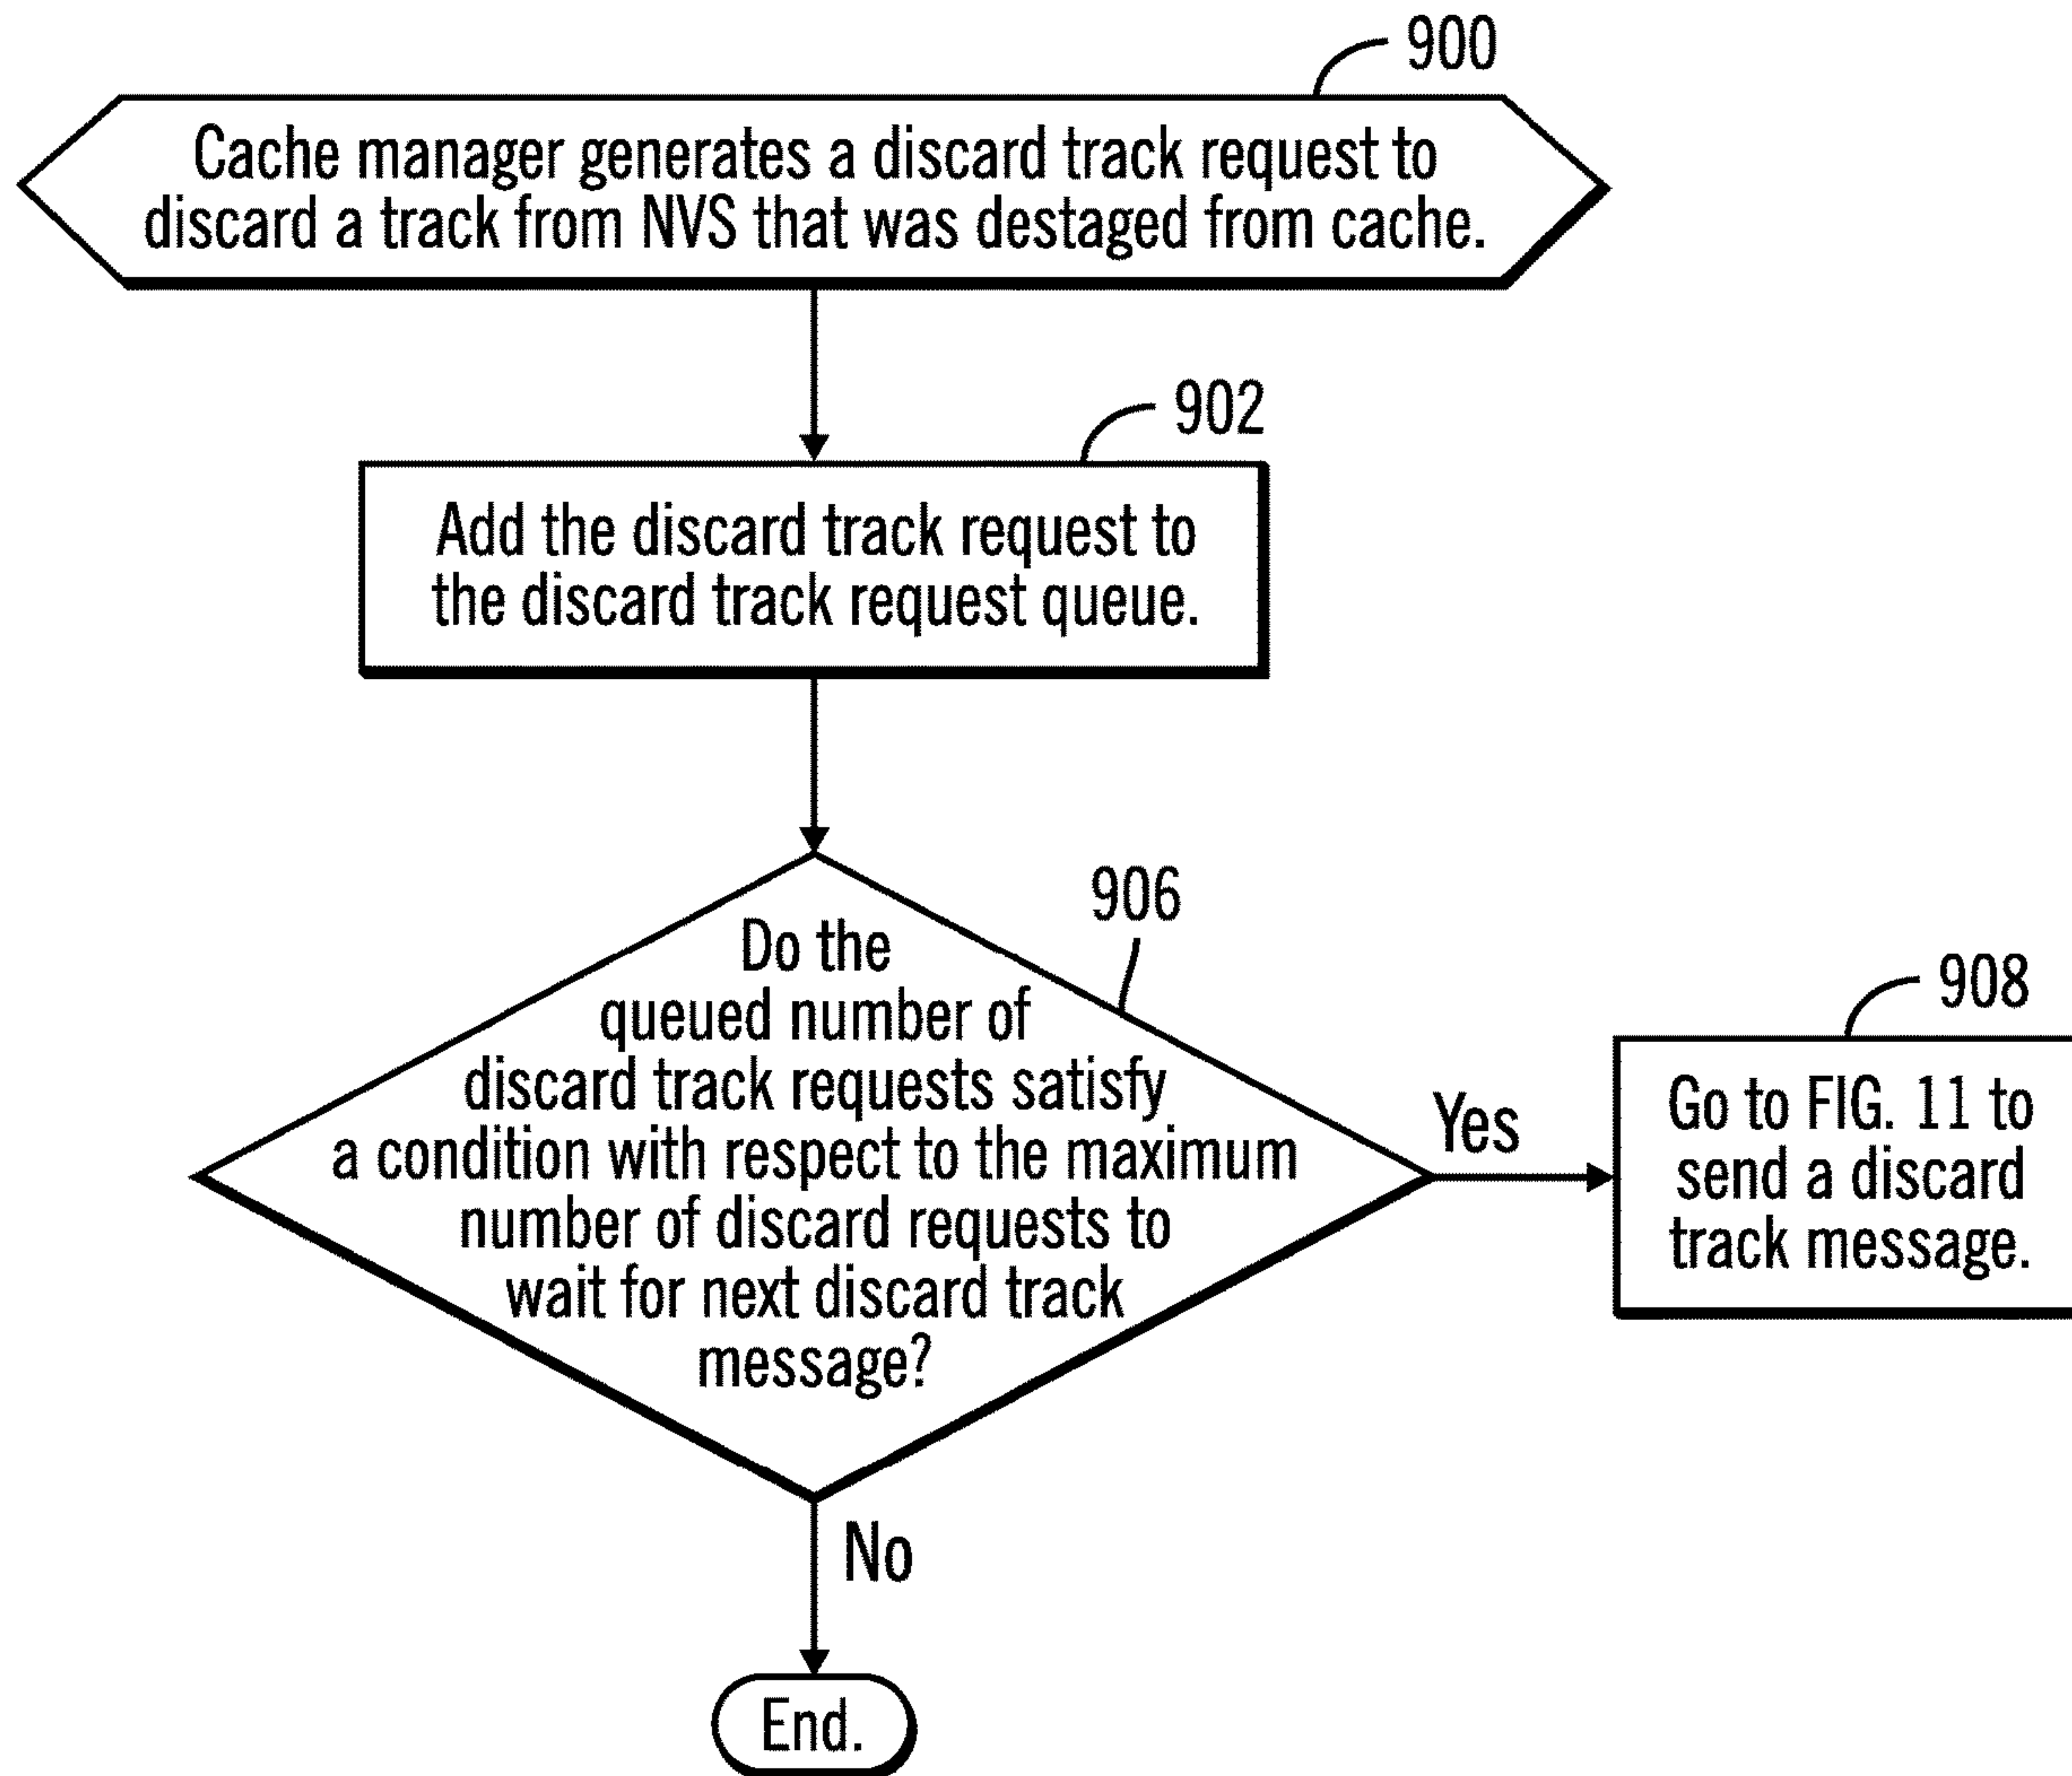 900
Cache manager generates a discard track request to
discard a track from NVS that was destaged from cache.
902
Add the discard track request to
the discard track request queue.
906
Do the
queued number of
discard track requests satisfy
a condition with respect to the maximum
number of discard requests to
wait for next discard track
message?
Yes
908
Go to FIG. 11 to
send a discard
track message.
No
End.